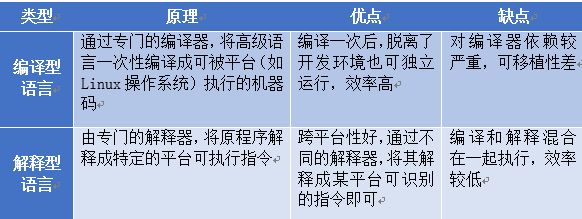 类型 原理 优点 缺点
编译型
语言
通过专门的编译器，将高级语
言一次性编译成可被平台（如
Linux 操作系统）执行的机器
码
编译一次后，脱离了
开发环境也可独立
运行，效率高
对编译器依赖较
严重，可移植性差
解释型
语言
由专门的解释器，将原程序解
释成特定的平台可执行指令
跨平台性好，通过不
同的解释器，将其解
释成某平台可识别
的指令即可
编译和解释混合
在一起执行，效率
较低